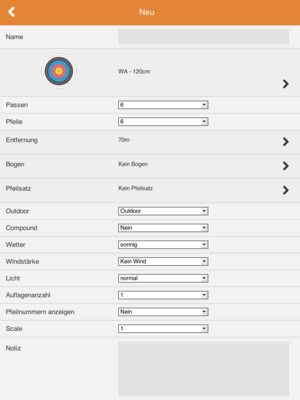 Neu
Name
WA - 120cm
Passen 6
Pfeile 6
Entfernung 70m
Bogen Kein Bogen
Pfeilsatz Kein Pfeilsatz
Outdoor Outdoor
Compound Nein
Wetter sonnig
Windstärke Kein Wind
Licht normal
Auflagenanzahl 1
Pfeilnummern anzeigen Nein
Scale 1
Notiz